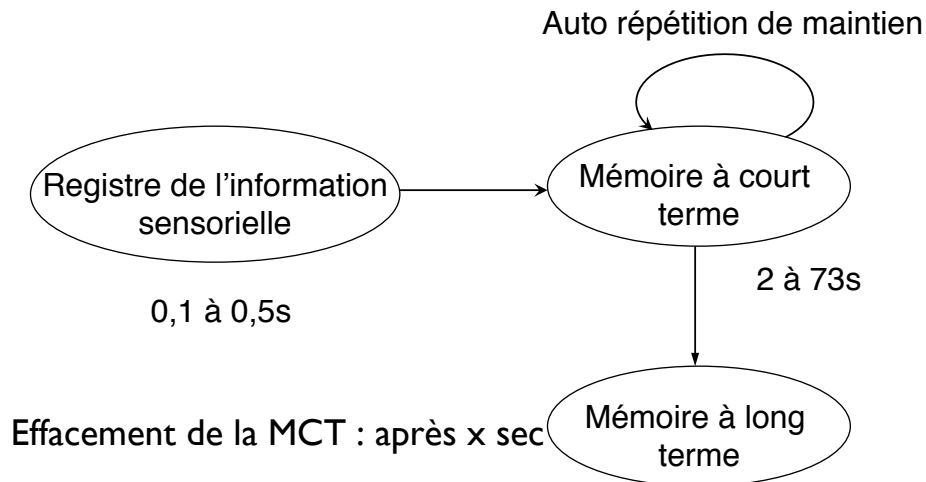 Auto répétition de maintien
Registre de l'information
sensorielle
Mémoire à court
terme
0,1 à 0,5s
2 à 73s
Effacement de la MCT : après x sec
Mémoire à long
terme